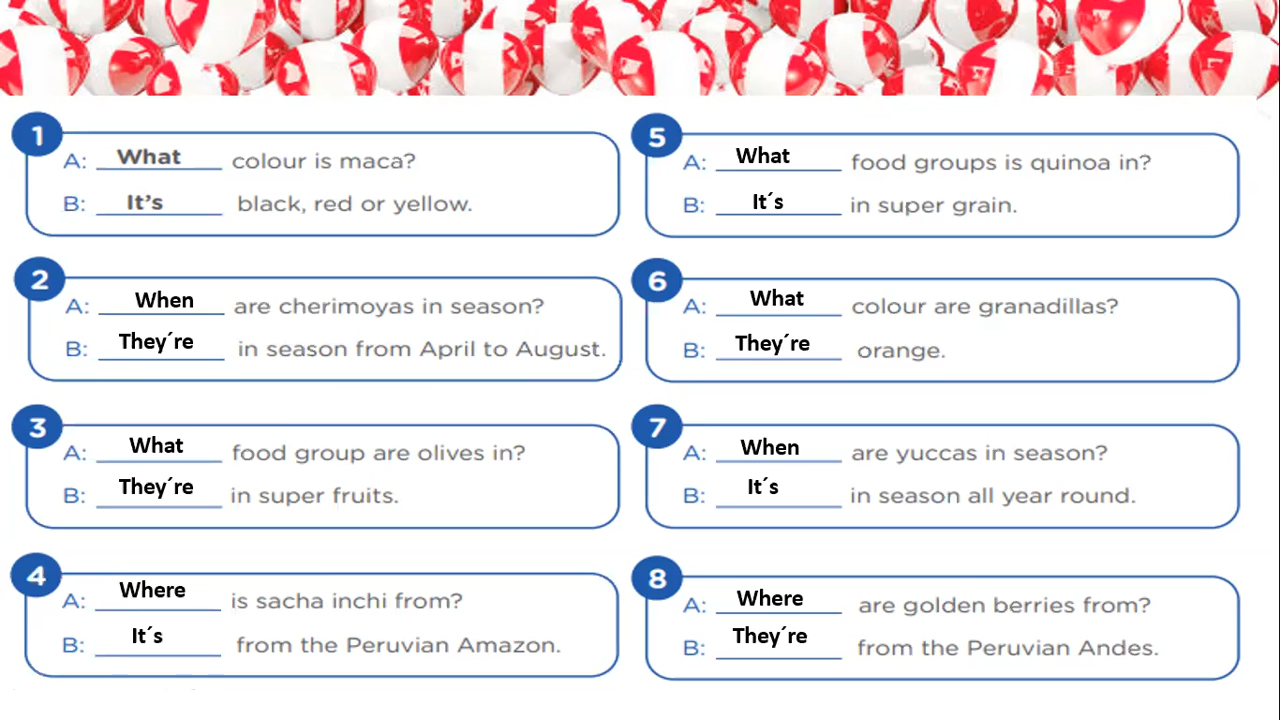 1
A: What colour is maca?
B: It's black, red or yellow.
2
A: When are cherimoyas in season?
B: They´re in season from April to August.
3
A: What food group are olives in?
B: They´re in super fruits.
4
A: Where is sacha inchi from?
B: It´s from the Peruvian Amazon.
5
A: What food groups is quinoa in?
B: It´s in super grain.
6
A: What colour are granadillas?
B: They´re orange.
7
A: When are yuccas in season?
B: It´s in season all year round.
8
A: Where are golden berries from?
B: They´re from the Peruvian Andes.